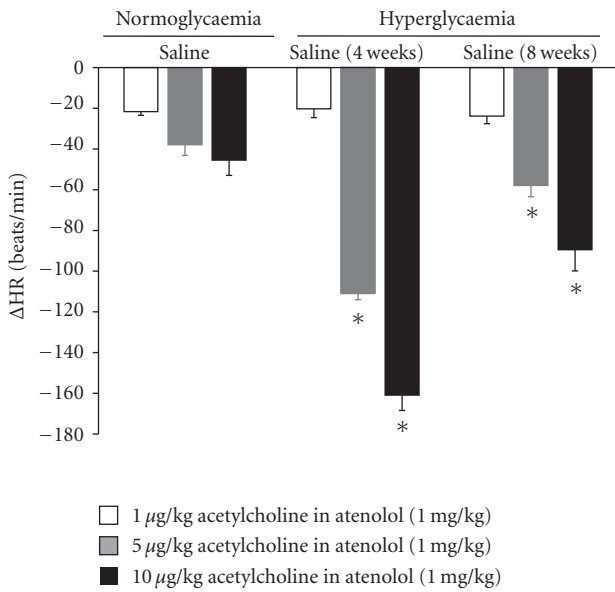 Normoglycaemia Hyperglycaemia
Saline Saline (4 weeks) Saline (8 weeks)
0
−20
−40
−60
−80
−100
−120
−140
−160
−180
ΔHR (beats/min)
*
*
*
*
1 μg/kg acetylcholine in atenolol (1 mg/kg)
5 μg/kg acetylcholine in atenolol (1 mg/kg)
10 μg/kg acetylcholine in atenolol (1 mg/kg)